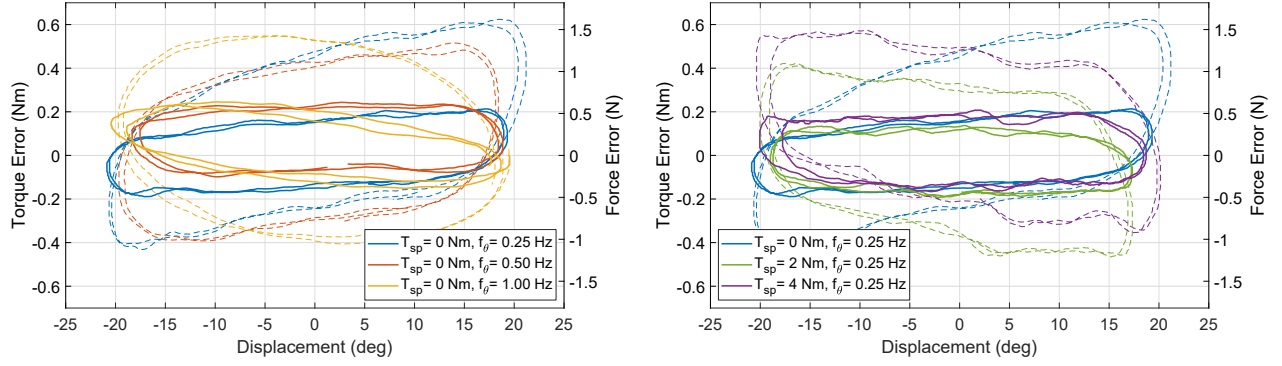 Torque Error (Nm)
0.6
0.4
0.2
0
-0.2
-0.4
-0.6
T_sp= 0 Nm, f_θ= 0.25 Hz
T_sp= 0 Nm, f_θ= 0.50 Hz
T_sp= 0 Nm, f_θ= 1.00 Hz
1.5
1
0.5
0
-0.5
-1
-1.5
Force Error (N)
-25 -20 -15 -10 -5 0 5 10 15 20 25
Displacement (deg)
Torque Error (Nm)
0.6
0.4
0.2
0
-0.2
-0.4
-0.6
T_sp= 0 Nm, f_θ= 0.25 Hz
T_sp= 2 Nm, f_θ= 0.25 Hz
T_sp= 4 Nm, f_θ= 0.25 Hz
1.5
1
0.5
0
-0.5
-1
-1.5
Force Error (N)
-25 -20 -15 -10 -5 0 5 10 15 20 25
Displacement (deg)